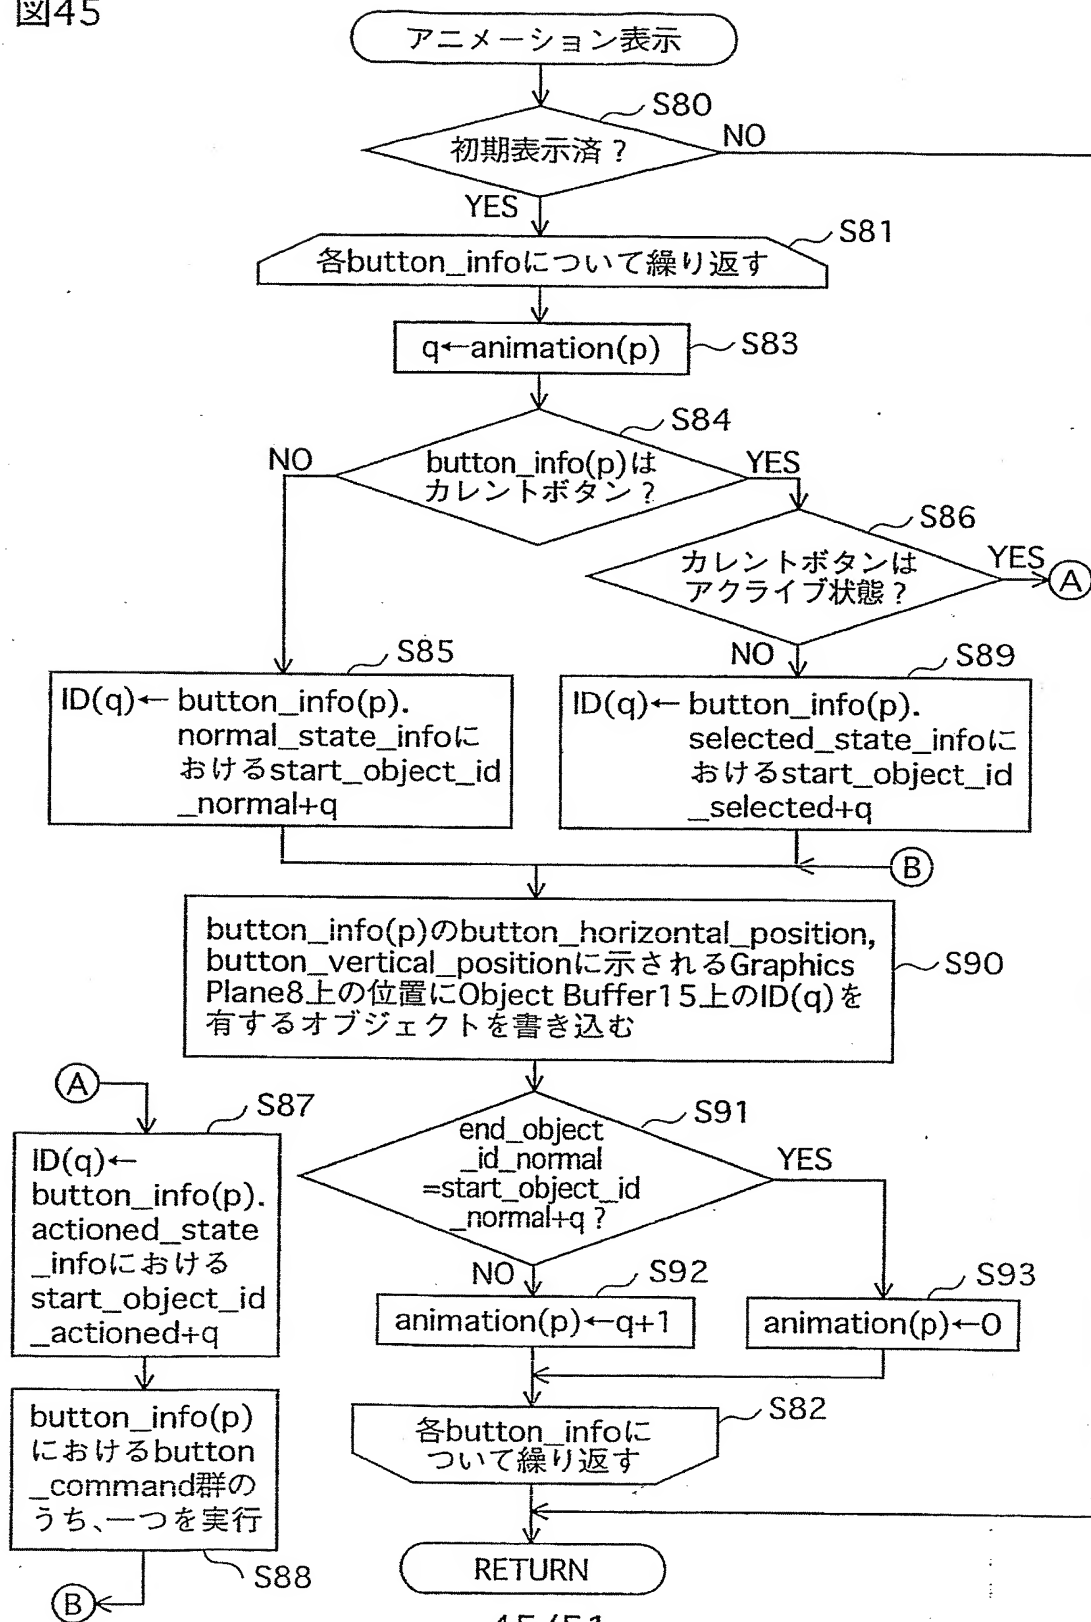 図45
アニメーション表示
S80
初期表示済?
NO
YES
S81
各button_infoについて繰り返す
q←animation(p)
S83
S84
button_info(p)は
カレントボタン?
NO
YES
S86
カレントボタンは
アクライブ状態?
YES
A
NO
S85
ID(q)← button_info(p).
normal_state_infoに
おけるstart_object_id
_normal+q
S89
ID(q)← button_info(p).
selected_state_infoに
おけるstart_object_id
_selected+q
B
button_info(p)のbutton_horizontal_position,
button_vertical_positionに示されるGraphics
Plane8上の位置にObject Buffer15上のID(q)を
有するオブジェクトを書き込む
S90
A
S87
ID(q)←
button_info(p).
actioned_state
_infoにおける
start_object_id
_actioned+q
button_info(p)
におけるbutton
_command群の
うち、一つを実行
S88
B
S91
end_object
_id_normal
=start_object_id
_normal+q?
YES
NO
S92
animation(p)←q+1
S93
animation(p)←0
S82
各button_infoに
ついて繰り返す
RETURN
45/51